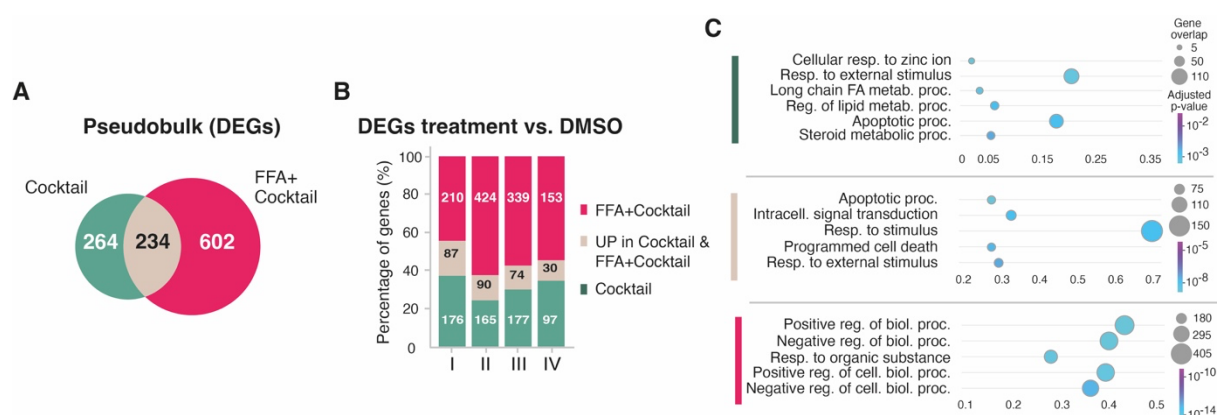 A
Pseudobulk (DEGs)
Cocktail
FFA+
Cocktail
264
234
602
B
DEGs treatment vs. DMSO
Percentage of genes (%)
100
80
60
40
20
0
210
424
339
153
87
90
74
30
176
165
177
97
I
II
III
IV
FFA+Cocktail
UP in Cocktail &
FFA+Cocktail
Cocktail
C
Cellular resp. to zinc ion
Resp. to external stimulus
Long chain FA metab. proc.
Reg. of lipid metab. proc.
Apoptotic proc.
Steroid metabolic proc.
0 0.05 0.15 0.25 0.35
Gene
overlap
5
50
110
Adjusted
p-value
10-2
10-3
Apoptotic proc.
Intracell. signal transduction
Resp. to stimulus
Programmed cell death
Resp. to external stimulus
0.2 0.3 0.4 0.5 0.6 0.7
75
110
150
10-5
10-8
Positive reg. of biol. proc.
Negative reg. of biol. proc.
Resp. to organic substance
Positive reg. of cell. biol. proc.
Negative reg. of cell. biol. proc.
0.1 0.2 0.3 0.4 0.5
180
295
405
10-10
10-14